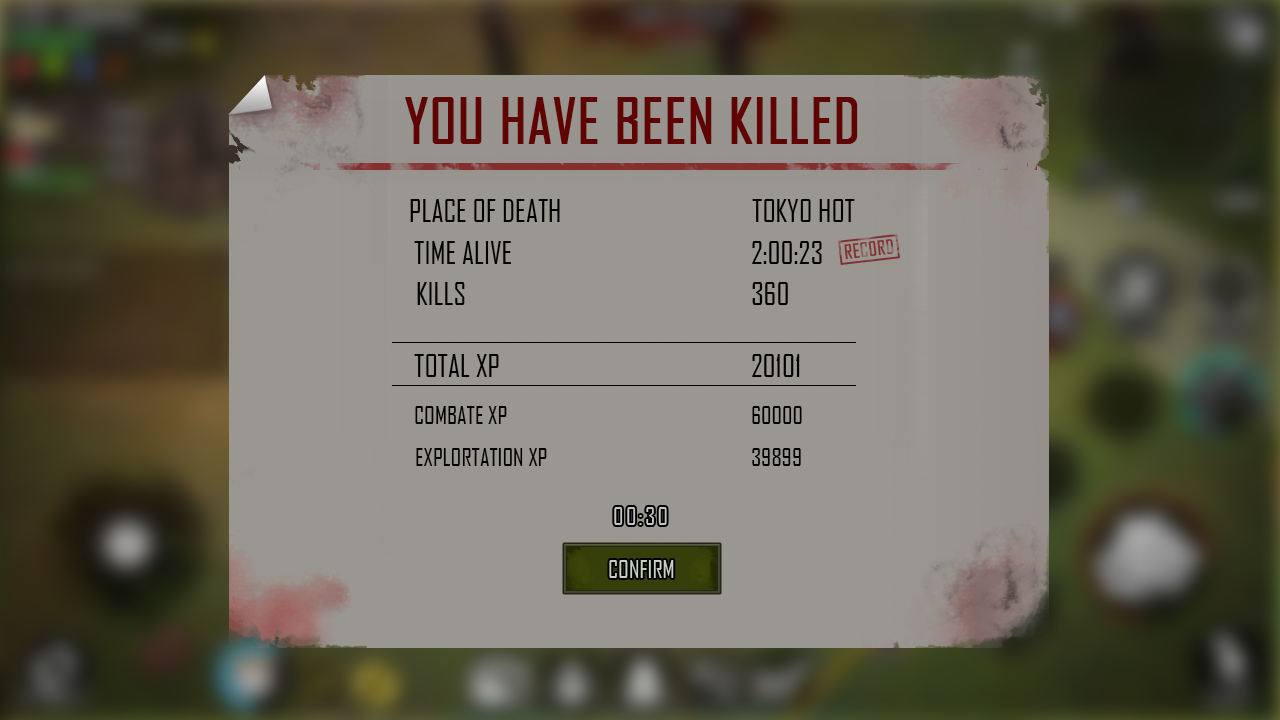 YOU HAVE BEEN KILLED
PLACE OF DEATH TOKYO HOT
TIME ALIVE 2:00:23 RECORD
KILLS 360
TOTAL XP 20101
COMBATE XP 60000
EXPLORTATION XP 39899
00:30
CONFIRM